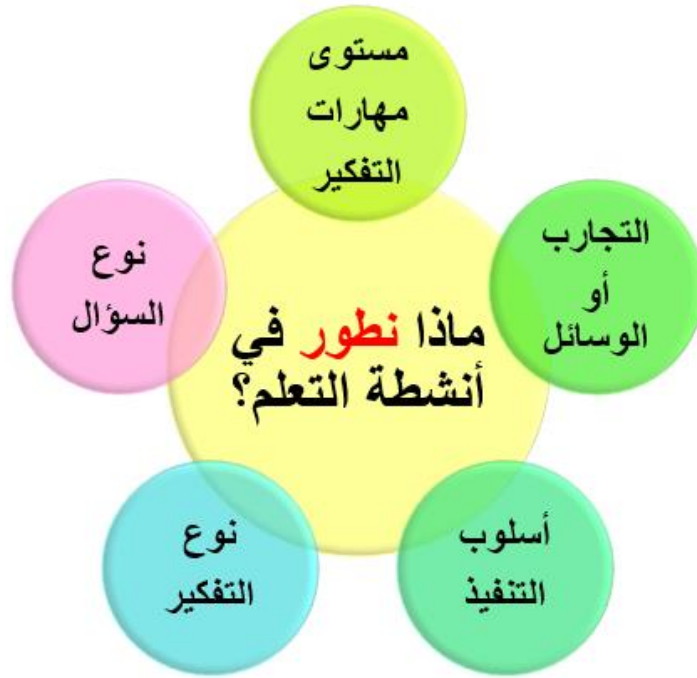 مستوى
مهارات
التفكير
التجارب
أو
الوسائل
نوع
السؤال
ماذا نطور في
أنشطة التعلم؟
أسلوب
التنفيذ
نوع
التفكير